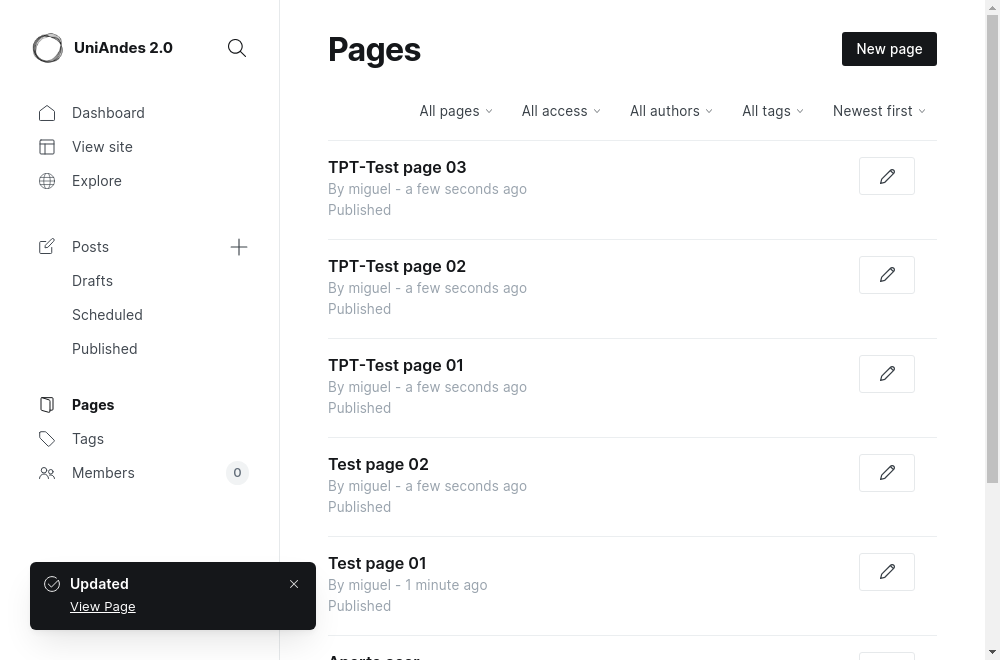 UniAndes 2.0
Dashboard
View site
Explore
Posts
Drafts
Scheduled
Published
Pages
Tags
Members
0
Updated
View Page
Pages
New page
All pages
All access
All authors
All tags
Newest first
TPT-Test page 03
By miguel - a few seconds ago
Published
TPT-Test page 02
By miguel - a few seconds ago
Published
TPT-Test page 01
By miguel - a few seconds ago
Published
Test page 02
By miguel - a few seconds ago
Published
Test page 01
By miguel - 1 minute ago
Published